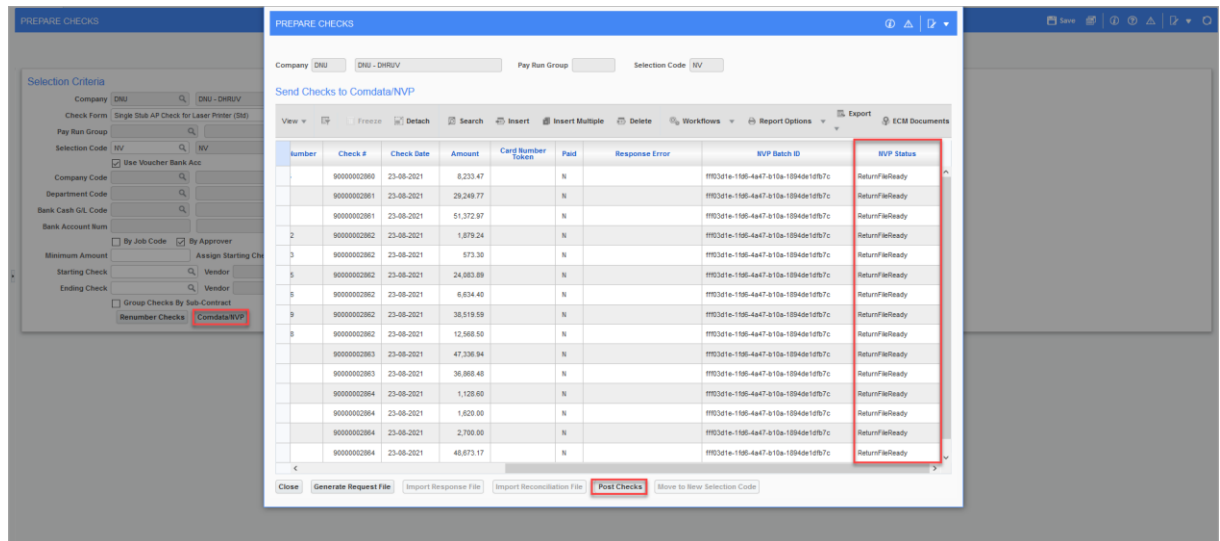 PREPARE CHECKS
Save
Selection Criteria
Company DNU DNU - DHRUV
Check Form Single Stub AP Check for Laser Printer (Std)
Pay Run Group
Selection Code NV NV
Use Voucher Bank Acc
Company Code
Department Code
Bank Cash G/L Code
Bank Account Num
By Job Code By Approver
Minimum Amount Assign Starting Che
Starting Check Vendor
Ending Check Vendor
Group Checks By Sub-Contract
Renumber Checks Comdata/NVP
PREPARE CHECKS
Company DNU DNU - DHRUV Pay Run Group Selection Code NV
Send Checks to Comdata/NVP
View Freeze Detach Search Insert Insert Multiple Delete Workflows Report Options Export ECM Documents
Number Check # Check Date Amount Card Number Token Paid Response Error NVP Batch ID NVP Status
90000002860 23-08-2021 8,233.47 N fff03d1e-1fd6-4a47-b10a-1894de1dfb7c ReturnFileReady
90000002861 23-08-2021 29,249.77 N fff03d1e-1fd6-4a47-b10a-1894de1dfb7c ReturnFileReady
90000002861 23-08-2021 51,372.97 N fff03d1e-1fd6-4a47-b10a-1894de1dfb7c ReturnFileReady
2 90000002862 23-08-2021 1,879.24 N fff03d1e-1fd6-4a47-b10a-1894de1dfb7c ReturnFileReady
3 90000002862 23-08-2021 573.30 N fff03d1e-1fd6-4a47-b10a-1894de1dfb7c ReturnFileReady
5 90000002862 23-08-2021 24,083.89 N fff03d1e-1fd6-4a47-b10a-1894de1dfb7c ReturnFileReady
6 90000002862 23-08-2021 6,634.40 N fff03d1e-1fd6-4a47-b10a-1894de1dfb7c ReturnFileReady
9 90000002862 23-08-2021 38,519.59 N fff03d1e-1fd6-4a47-b10a-1894de1dfb7c ReturnFileReady
8 90000002862 23-08-2021 12,568.50 N fff03d1e-1fd6-4a47-b10a-1894de1dfb7c ReturnFileReady
90000002863 23-08-2021 47,336.94 N fff03d1e-1fd6-4a47-b10a-1894de1dfb7c ReturnFileReady
90000002863 23-08-2021 36,868.48 N fff03d1e-1fd6-4a47-b10a-1894de1dfb7c ReturnFileReady
90000002864 23-08-2021 1,128.60 N fff03d1e-1fd6-4a47-b10a-1894de1dfb7c ReturnFileReady
90000002864 23-08-2021 1,620.00 N fff03d1e-1fd6-4a47-b10a-1894de1dfb7c ReturnFileReady
90000002864 23-08-2021 2,700.00 N fff03d1e-1fd6-4a47-b10a-1894de1dfb7c ReturnFileReady
90000002864 23-08-2021 48,673.17 N fff03d1e-1fd6-4a47-b10a-1894de1dfb7c ReturnFileReady
Close Generate Request File Import Response File Import Reconciliation File Post Checks Move to New Selection Code